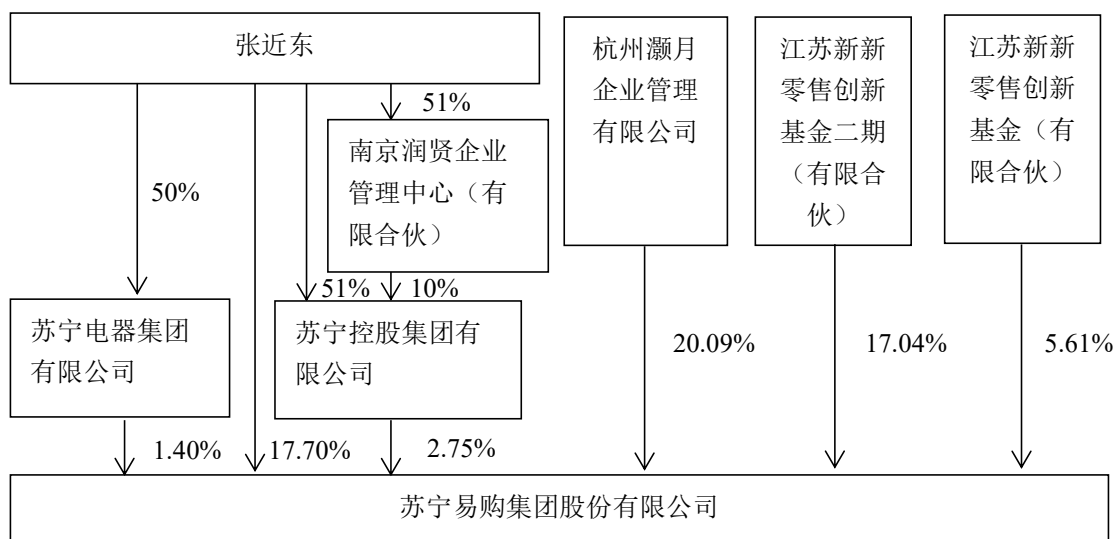 张近东
杭州灏月
企业管理
有限公司
江苏新新
零售创新
基金二期
（有限合
伙）
江苏新新
零售创新
基金（有
限合伙）
51%
南京润贤企业
管理中心（有
限合伙）
50%
51%
10%
苏宁电器集团
有限公司
苏宁控股集团有
限公司
20.09%
17.04%
5.61%
1.40%
17.70%
2.75%
苏宁易购集团股份有限公司